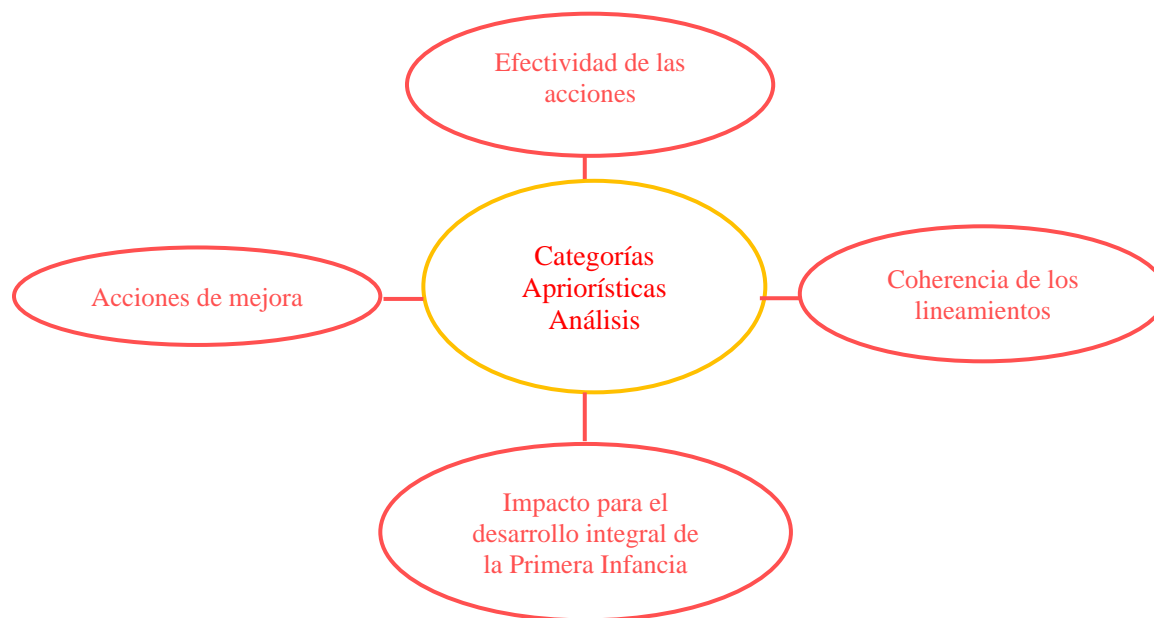 Efectividad de las
acciones
Categorías
Apriorísticas
Análisis
Acciones de mejora
Coherencia de los
lineamientos
Impacto para el
desarrollo integral de
la Primera Infancia